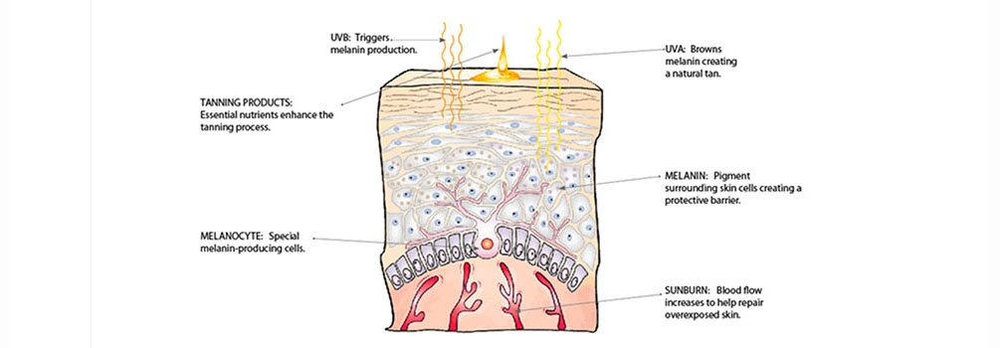 UVB: Triggers.
melanin production.
UVA: Browns
melanin creating
a natural tan.
TANNING PRODUCTS:
Essential nutrients enhance the
tanning process.
MELANIN: Pigment
surrounding skin cells creating a
protective barrier.
MELANOCYTE: Special
melanin-producing cells.
SUNBURN: Blood flow
increases to help repair
overexposed skin.